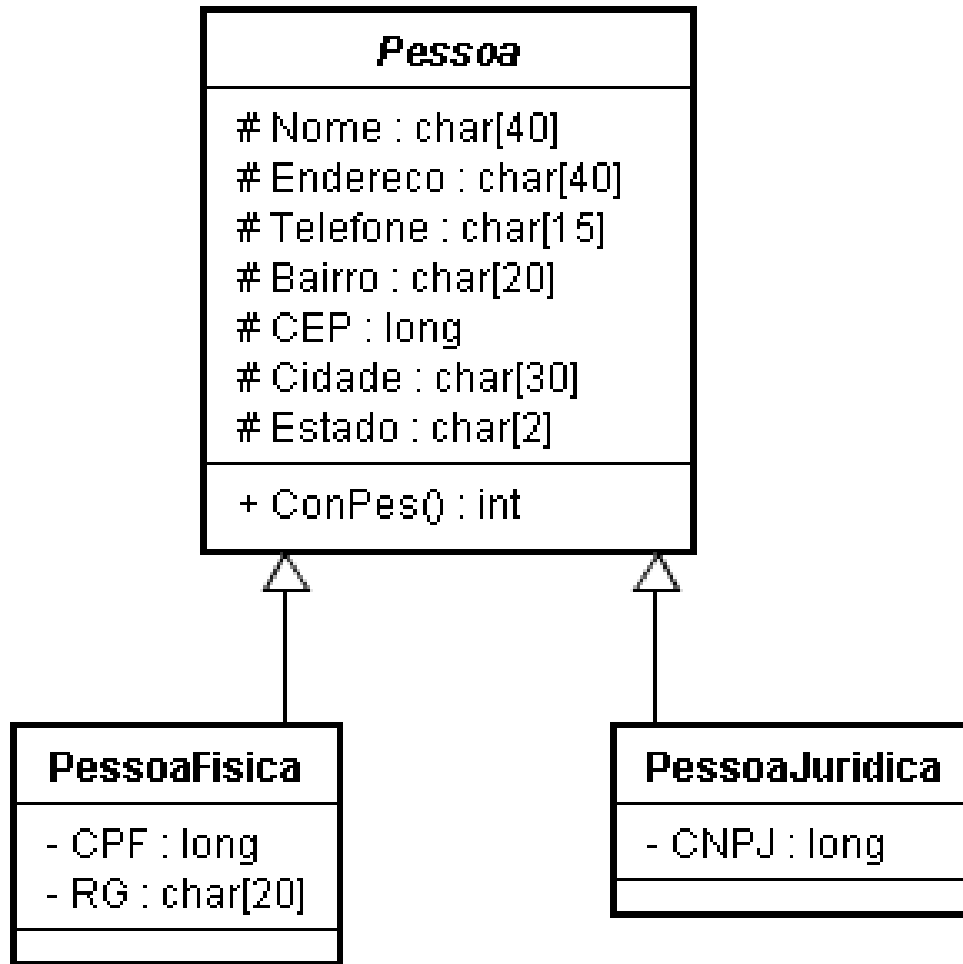 Pessoa
# Nome : char[40]
# Endereco : char[40]
# Telefone : char[15]
# Bairro : char[20]
# CEP : long
# Cidade : char[30]
# Estado : char[2]
+ ConPes() : int
PessoaFisica
- CPF : long
- RG : char[20]
PessoaJuridica
- CNPJ : long